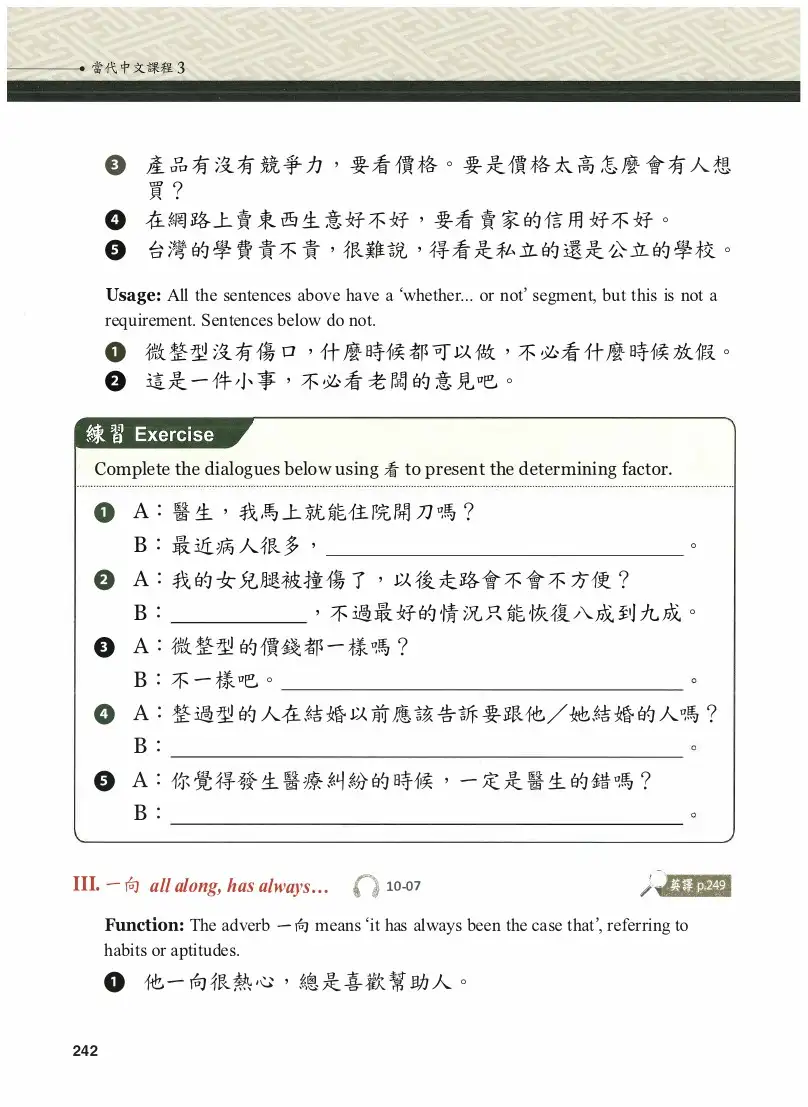 • 當代中文課程 3
3 產品有沒有競爭力，要看價格。要是價格太高怎麼會有人想
買？
4 在網路上賣東西生意好不好，要看賣家的信用好不好。
5 台灣的學費貴不貴，很難說，得看是私立的還是公立的學校。
Usage: All the sentences above have a ‘whether... or not’ segment, but this is not a
requirement. Sentences below do not.
1 微整型沒有傷口，什麼時候都可以做，不必看什麼時候放假。
2 這是一件小事，不必看老闆的意見吧。
練習 Exercise
Complete the dialogues below using 看 to present the determining factor.
1 A：醫生，我馬上就能住院開刀嗎？
B：最近病人很多，________________。
2 A：我的女兒腿被撞傷了，以後走路會不會不方便？
B：________，不過最好的情況只能恢復八成到九成。
3 A：微整型的價錢都一樣嗎？
B：不一樣吧。________________。
4 A：整過型的人在結婚以前應該告訴要跟他／她結婚的人嗎？
B：________________。
5 A：你覺得發生醫療糾紛的時候，一定是醫生的錯嗎？
B：________________。
III. 一向 all along, has always… 10-07 英譯 p.249
Function: The adverb 一向 means ‘it has always been the case that’, referring to
habits or aptitudes.
1 他一向很熱心，總是喜歡幫助人。
242